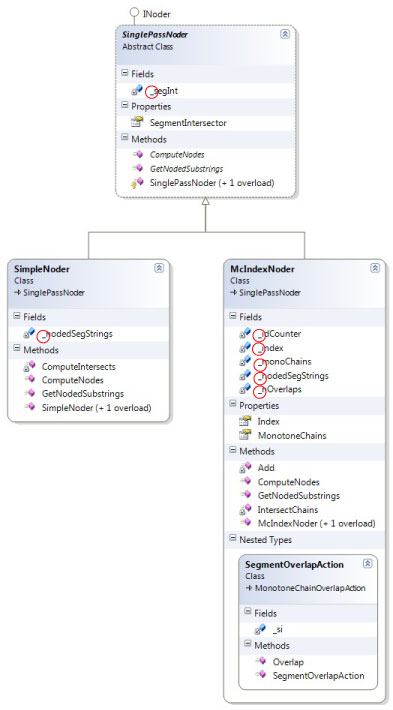 INoder
SinglePassNoder
Abstract Class
Fields
_segInt
Properties
SegmentIntersector
Methods
ComputeNodes
GetNodedSubstrings
SinglePassNoder (+ 1 overload)
SimpleNoder
Class
SinglePassNoder
Fields
_nodedSegStrings
Methods
ComputeIntersects
ComputeNodes
GetNodedSubstrings
SimpleNoder (+ 1 overload)
McIndexNoder
Class
SinglePassNoder
Fields
_idCounter
_index
_monoChains
_nodedSegStrings
_nOverlaps
Properties
Index
MonotoneChains
Methods
Add
ComputeNodes
GetNodedSubstrings
IntersectChains
McIndexNoder (+ 1 overload)
Nested Types
SegmentOverlapAction
Class
MonotoneChainOverlapAction
Fields
_si
Methods
Overlap
SegmentOverlapAction